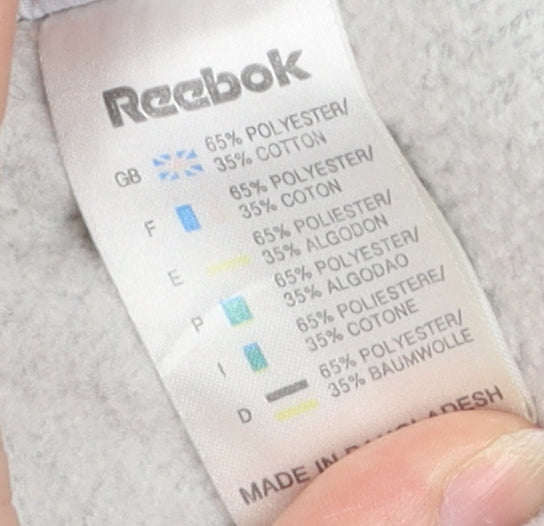 Reebok
GB 65% POLYESTER/
35% COTTON
F 65% POLYESTER/
35% COTON
E 65% POLIESTER/
35% ALGODON
P 65% POLYESTER/
35% ALGODAO
I 65% POLIESTERE/
35% COTONE
D 65% POLYESTER/
35% BAUMWOLLE
MADE IN BANGLADESH